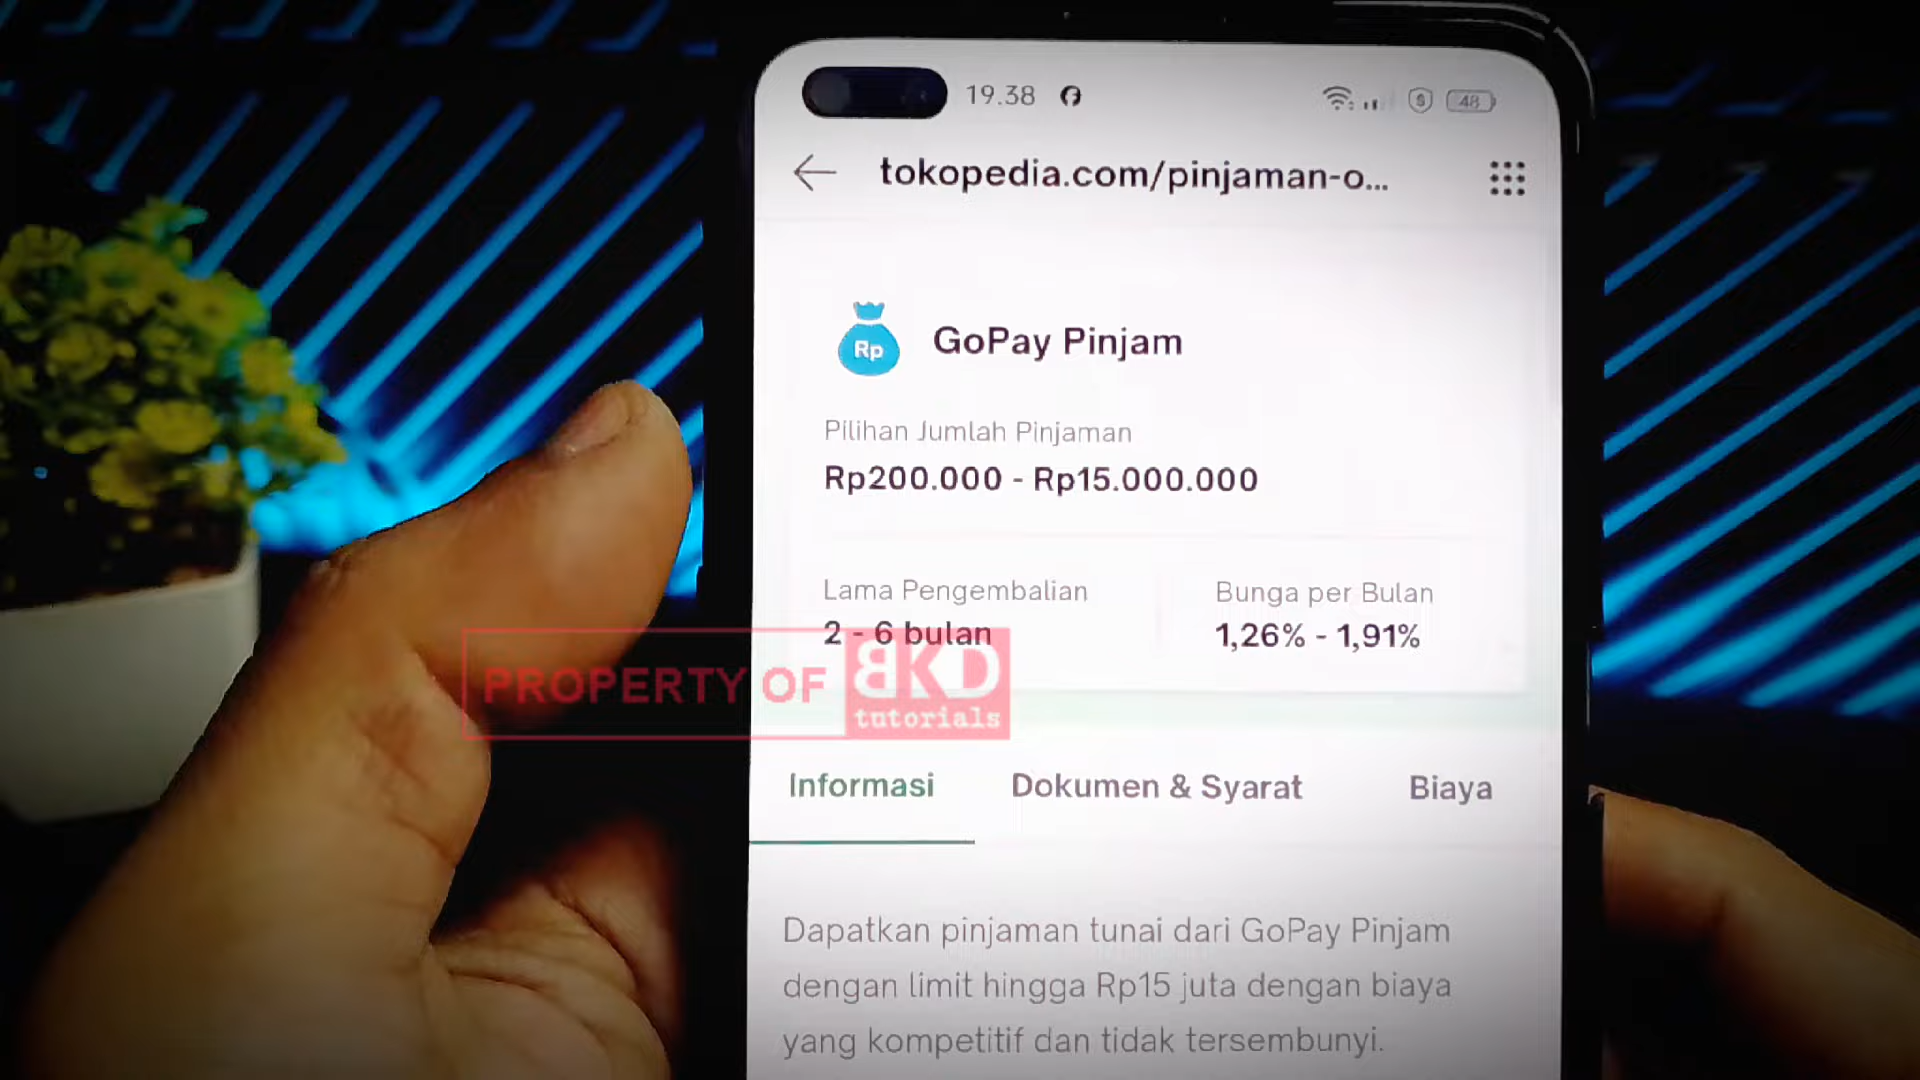 19.38
48
tokopedia.com/pinjaman-o...
Rp
GoPay Pinjam
Pilihan Jumlah Pinjaman
Rp200.000 - Rp15.000.000
Lama Pengembalian
2 - 6 bulan
Bunga per Bulan
1,26% - 1,91%
PROPERTY OF BKD
tutorials
Informasi
Dokumen & Syarat
Biaya
Dapatkan pinjaman tunai dari GoPay Pinjam
dengan limit hingga Rp15 juta dengan biaya
yang kompetitif dan tidak tersembunyi.